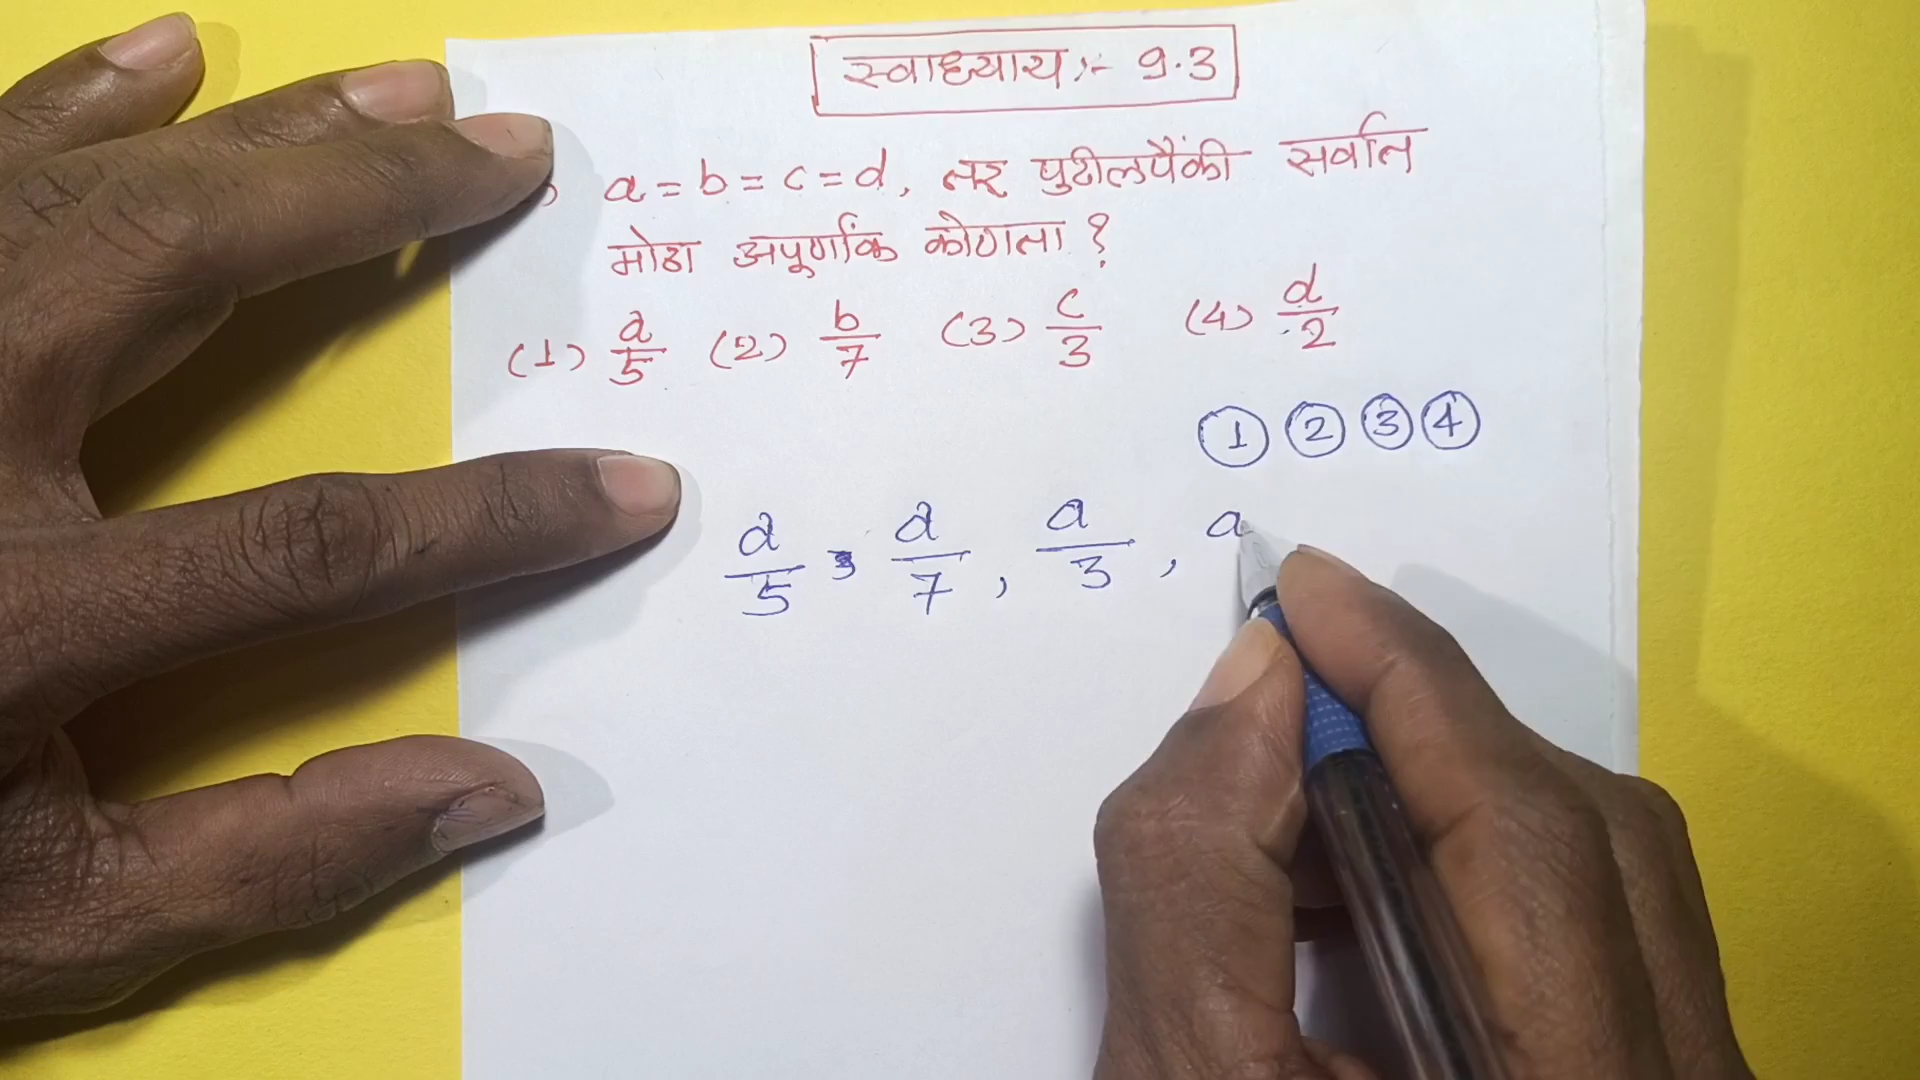 स्वाध्याय :- 9.3
a = b = c = d, तर पुढीलपैकी सर्वात
मोठा अपूर्णांक कोणता ?
(1) a/5 (2) b/7 (3) c/3 (4) d/2
1 2 3 4
a/5 , a/7 , a/3 , a